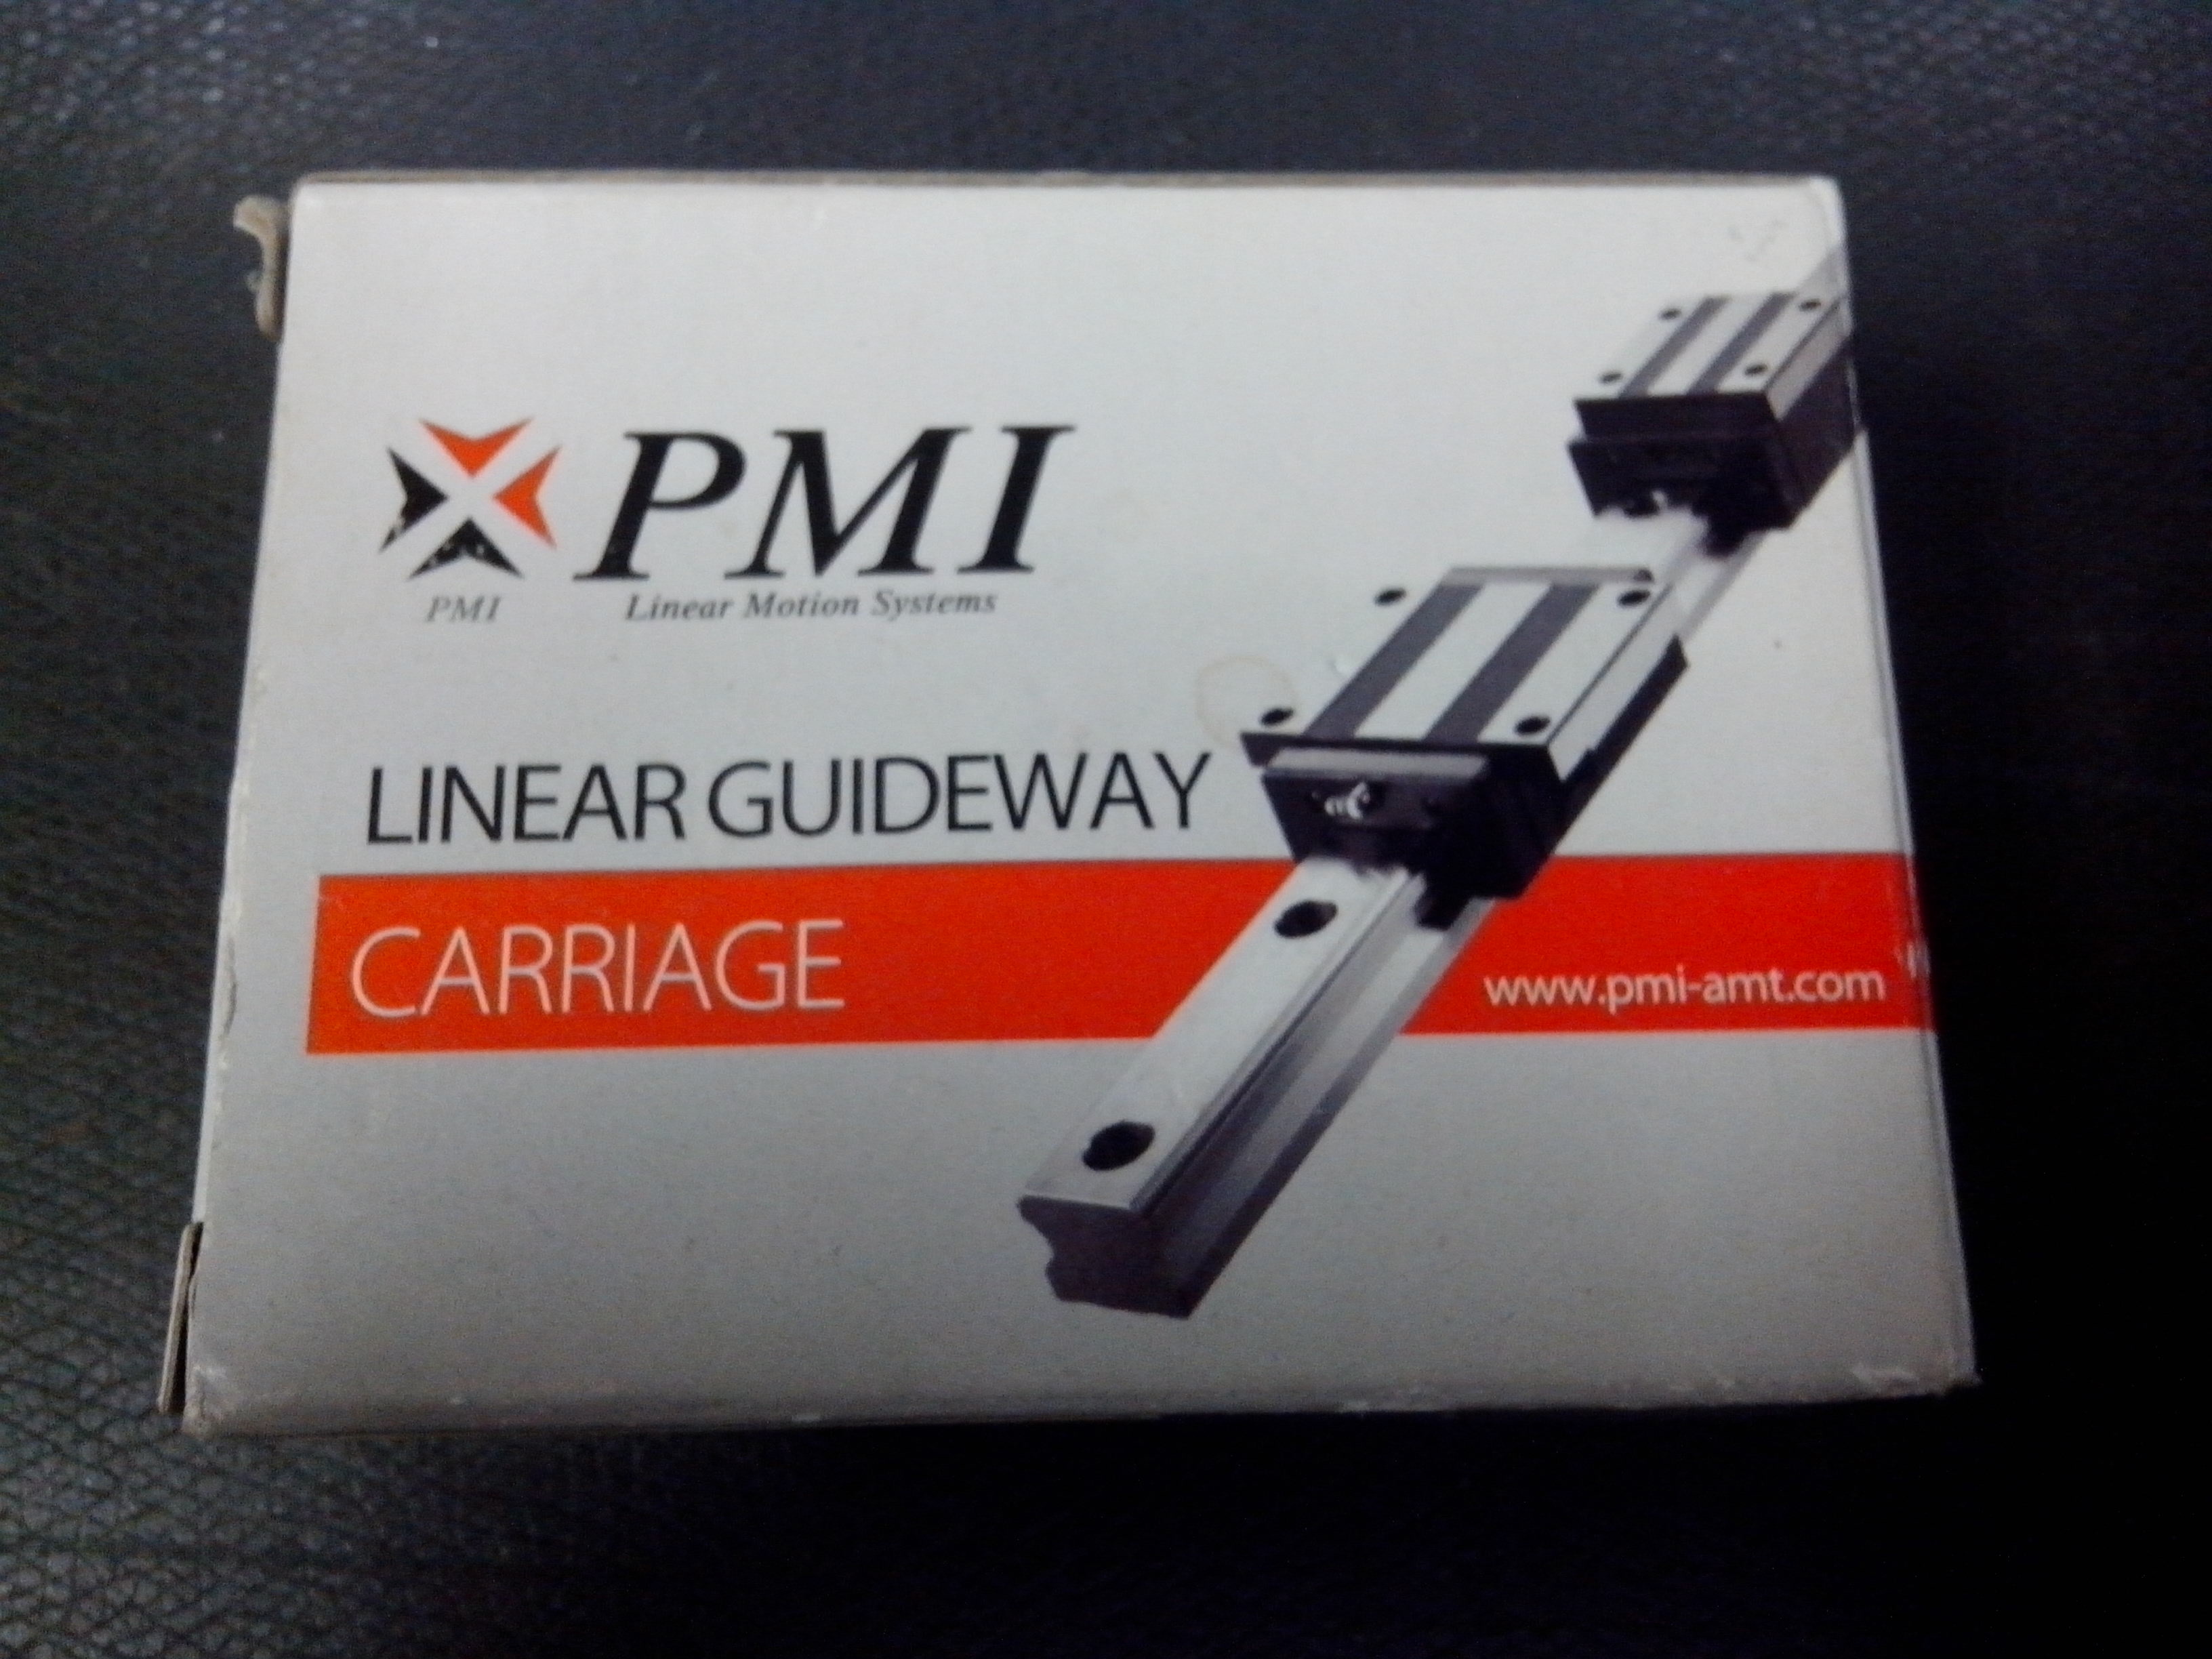 PMI
PMI
Linear Motion Systems
LINEAR GUIDEWAY
CARRIAGE
www.pmi-amt.com